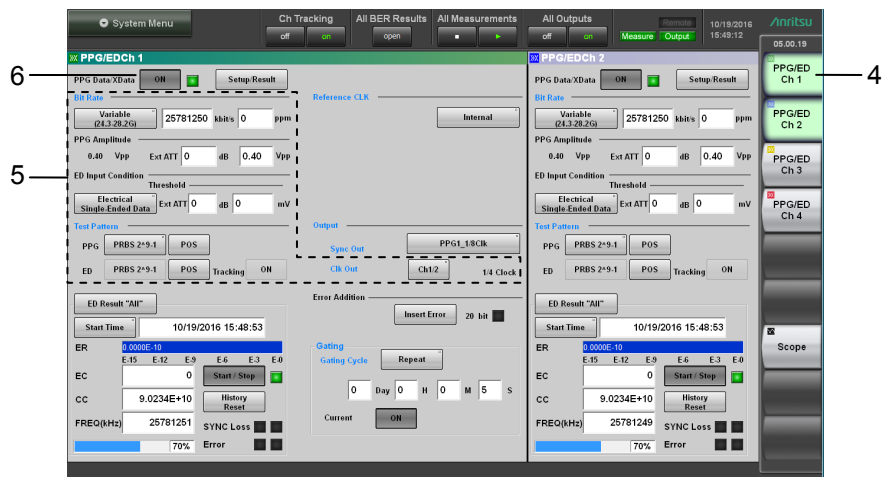 System Menu
Ch Tracking
off on
All BER Results
open
All Measurements
All Outputs
off on
Remote
Measure Output
10/19/2016
15:49:12
Anritsu
05.00.19
PPG/EDCh 1
6
PPG Data/XData ON Setup/Result
Bit Rate
Variable
(24.3-28.2G)
25781250 kbit/s 0 ppm
PPG Amplitude
0.40 Vpp Ext ATT 0 dB 0.40 Vpp
5
ED Input Condition
Threshold
Electrical
Single-Ended Data
Ext ATT 0 dB 0 mV
Test Pattern
PPG PRBS 2^9-1 POS
ED PRBS 2^9-1 POS Tracking ON
Reference CLK
Internal
Output
Sync Out PPG1_1/8Clk
Clk Out Ch1/2 1/4 Clock
ED Result "All"
Start Time 10/19/2016 15:48:53
ER 0.0000E-10
E-15 E-12 E-9 E-6 E-3 E-0
EC 0 Start / Stop
CC 9.0234E+10 History
Reset
FREQ(kHz) 25781251 SYNC Loss
70% Error
Error Addition
Insert Error 20 bit
Gating
Gating Cycle Repeat
0 Day 0 H 0 M 5 S
Current ON
PPG/EDCh 2
PPG Data/XData ON Setup/Result
Bit Rate
Variable
(24.3-28.2G)
25781250 kbit/s 0 ppm
PPG Amplitude
0.40 Vpp Ext ATT 0 dB 0.40 Vpp
ED Input Condition
Threshold
Electrical
Single-Ended Data
Ext ATT 0 dB 0 mV
Test Pattern
PPG PRBS 2^9-1 POS
ED PRBS 2^9-1 POS Tracking ON
ED Result "All"
Start Time 10/19/2016 15:48:53
ER 0.0000E-10
E-15 E-12 E-9 E-6 E-3 E-0
EC 0 Start / Stop
CC 9.0234E+10 History
Reset
FREQ(kHz) 25781249 SYNC Loss
70% Error
PPG/ED
Ch 1
4
PPG/ED
Ch 2
PPG/ED
Ch 3
PPG/ED
Ch 4
Scope